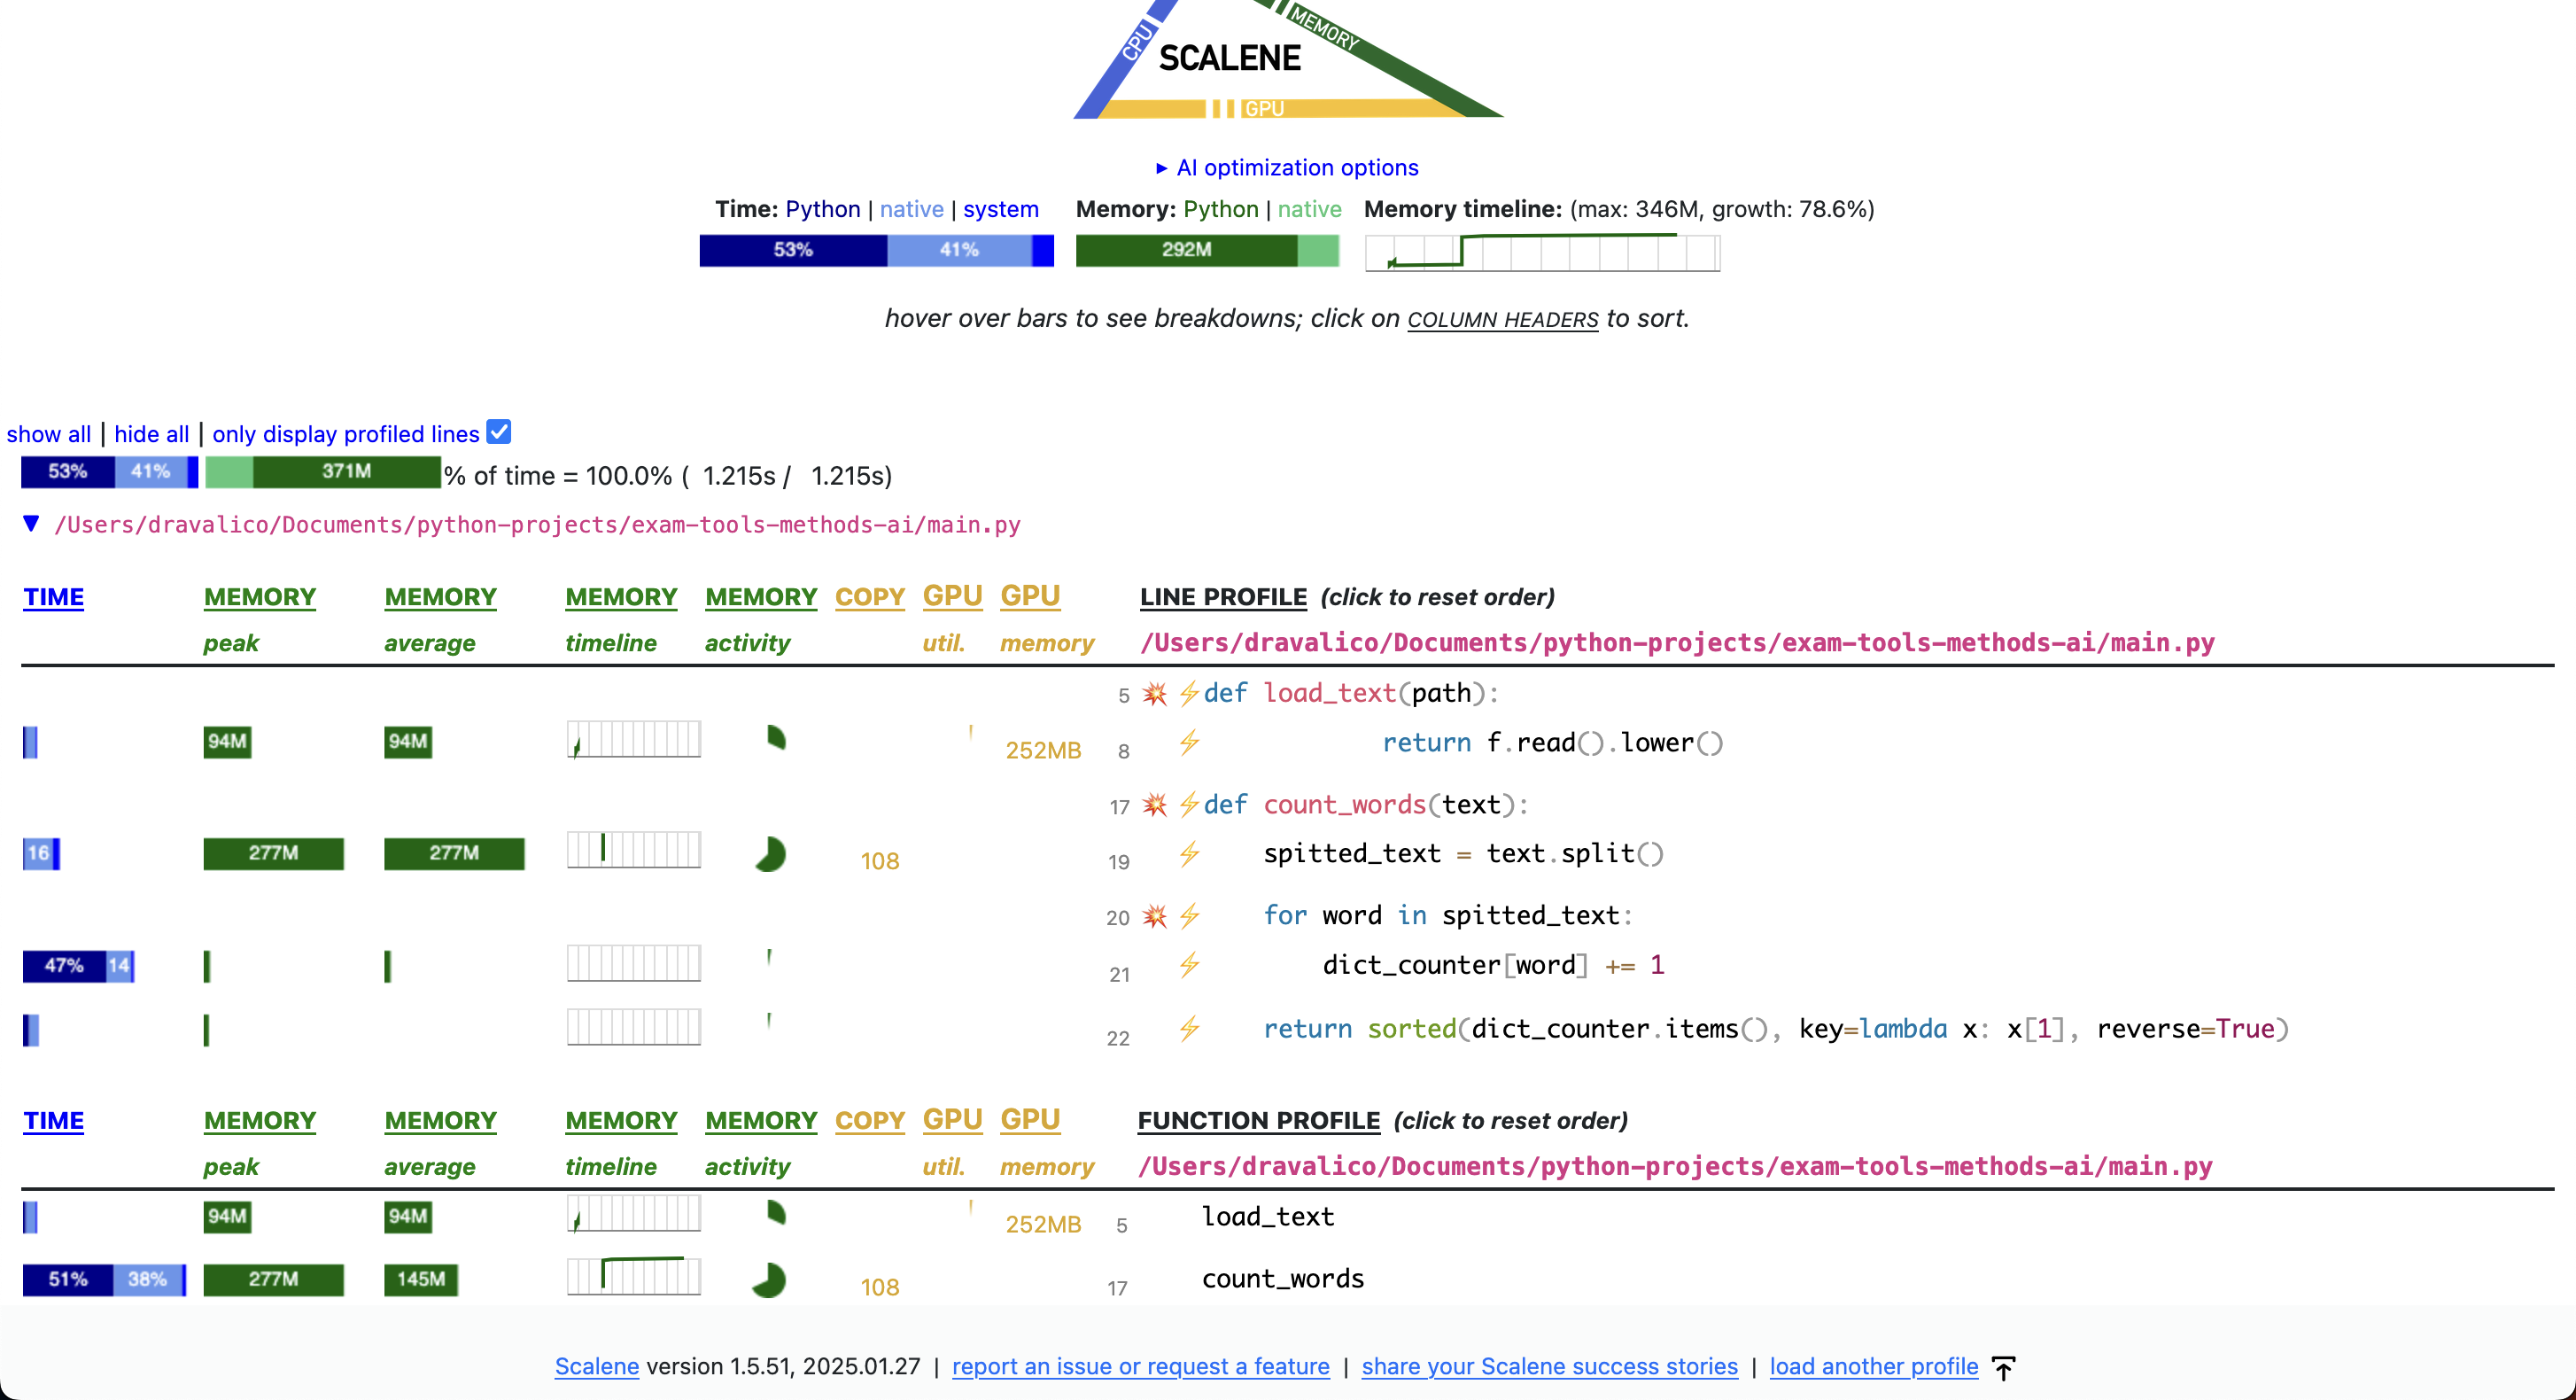 CPU
MEMORY
SCALENE
GPU
▸ AI optimization options
Time: Python | native | system Memory: Python | native Memory timeline: (max: 346M, growth: 78.6%)
53% 41% 292M
hover over bars to see breakdowns; click on COLUMN HEADERS to sort.
show all | hide all | only display profiled lines
53% 41% 371M % of time = 100.0% ( 1.215s / 1.215s)
▼ /Users/dravalico/Documents/python-projects/exam-tools-methods-ai/main.py
TIME MEMORY MEMORY MEMORY MEMORY COPY GPU GPU LINE PROFILE (click to reset order)
peak average timeline activity util. memory /Users/dravalico/Documents/python-projects/exam-tools-methods-ai/main.py
5 💥 ⚡def load_text(path):
94M 94M 252MB 8 ⚡ return f.read().lower()
17 💥 ⚡def count_words(text):
16 277M 277M 108 19 ⚡ spitted_text = text.split()
20 💥 ⚡ for word in spitted_text:
47% 14 21 ⚡ dict_counter[word] += 1
22 ⚡ return sorted(dict_counter.items(), key=lambda x: x[1], reverse=True)
TIME MEMORY MEMORY MEMORY MEMORY COPY GPU GPU FUNCTION PROFILE (click to reset order)
peak average timeline activity util. memory /Users/dravalico/Documents/python-projects/exam-tools-methods-ai/main.py
94M 94M 252MB 5 load_text
51% 38% 277M 145M 108 17 count_words
Scalene version 1.5.51, 2025.01.27 | report an issue or request a feature | share your Scalene success stories | load another profile